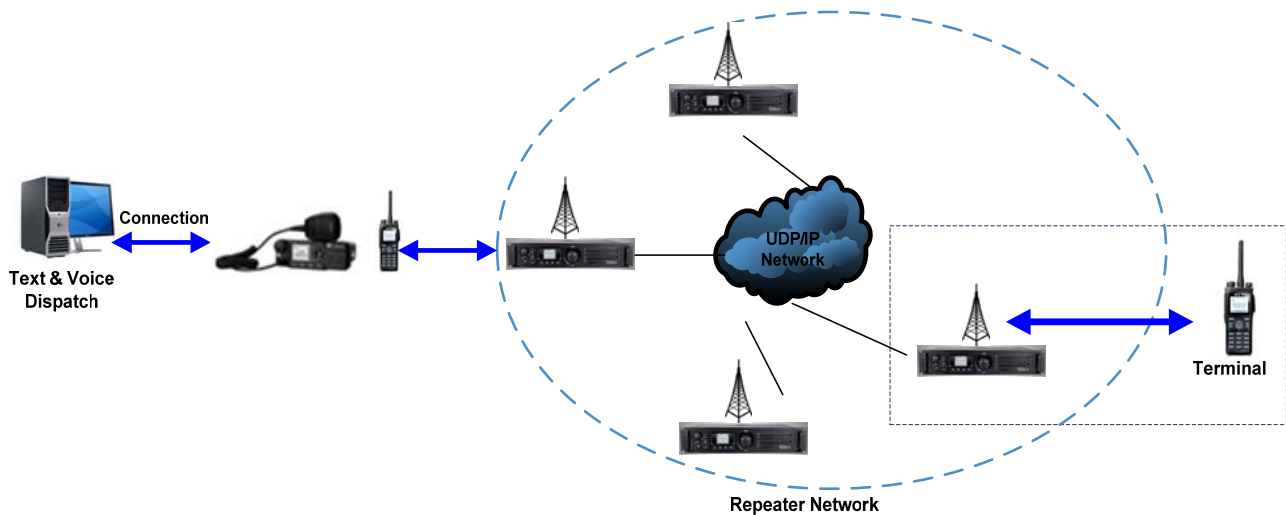 Connection
Text & Voice
Dispatch
UDP/IP
Network
Terminal
Repeater Network